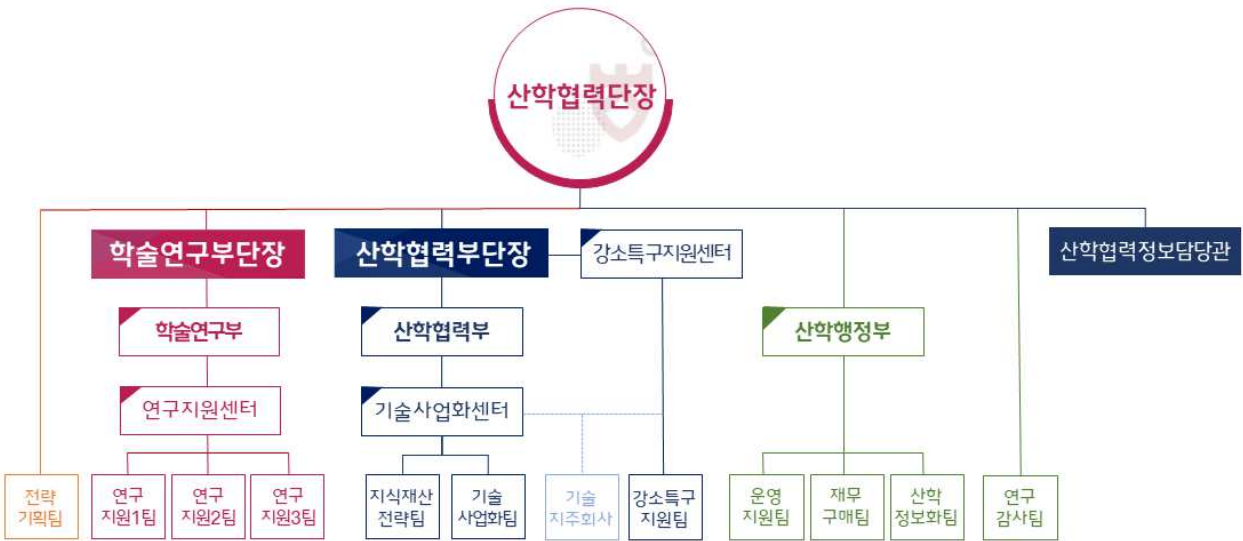 산학협력단장
학술연구부단장
산학협력부단장
강소특구지원센터
산학협력정보담당관
학술연구부
산학협력부
산학행정부
연구지원센터
기술사업화센터
전략
기획팀
연구
지원1팀
연구
지원2팀
연구
지원3팀
지식재산
전략팀
기술
사업화팀
기술
지주회사
강소특구
지원팀
운영
지원팀
재무
구매팀
산학
정보화팀
연구
감사팀